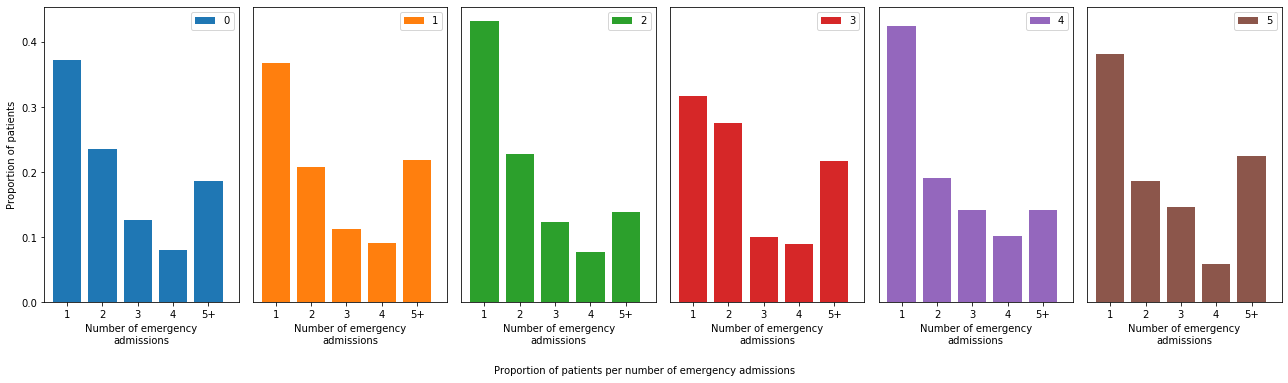 0 1 2 3 4 5
0.4
0.3
0.2
0.1
0.0
Proportion of patients
1 2 3 4 5+ 1 2 3 4 5+ 1 2 3 4 5+ 1 2 3 4 5+ 1 2 3 4 5+ 1 2 3 4 5+
Number of emergency Number of emergency Number of emergency Number of emergency Number of emergency Number of emergency
admissions admissions admissions admissions admissions admissions
Proportion of patients per number of emergency admissions